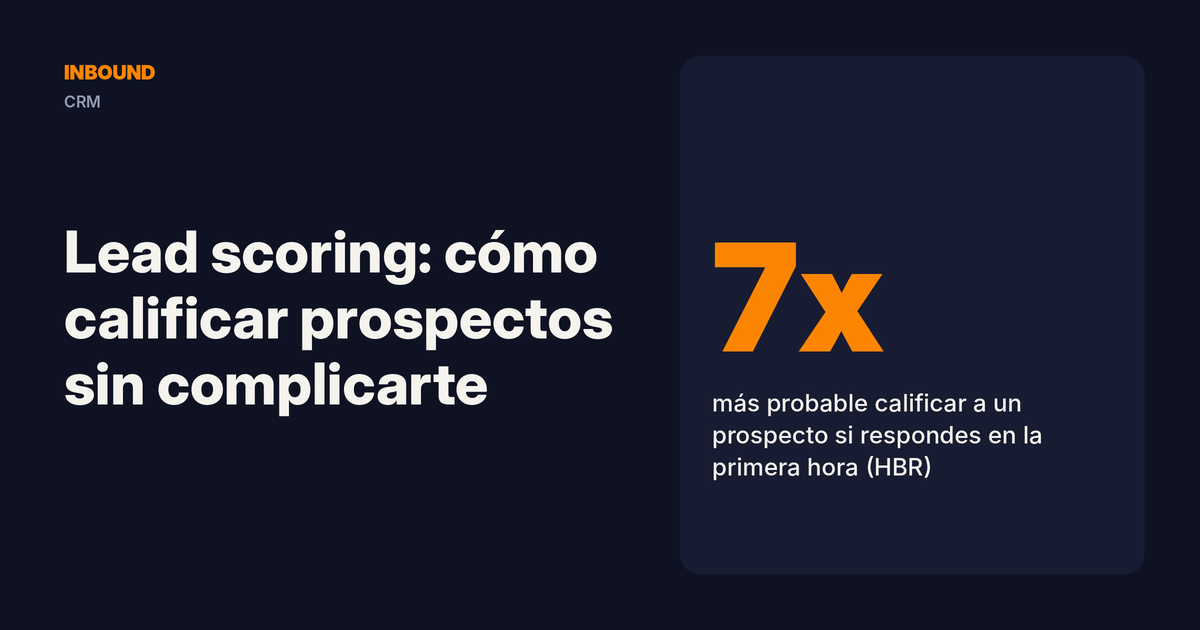 INBOUND
CRM
Lead scoring: cómo
calificar prospectos
sin complicarte
7x
más probable calificar a un
prospecto si respondes en la
primera hora (HBR)